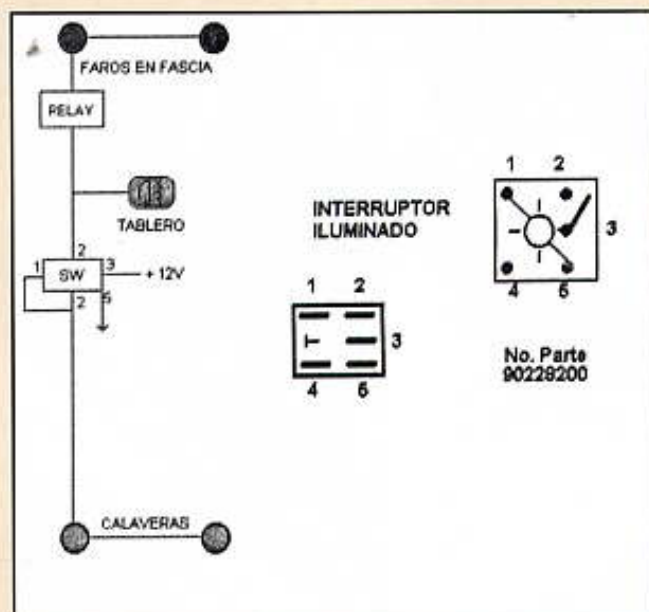 FAROS EN FASCIA
RELAY
TABLERO
2
1 SW 3 + 12V
2 5
CALAVERAS
INTERRUPTOR
ILUMINADO
1 2
3
4 5
1 2
3
4 5
No. Parte
90228200